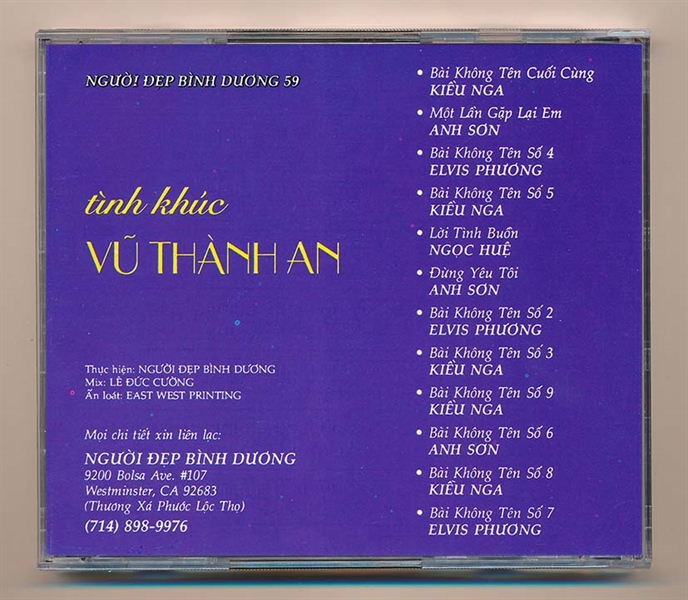 NGƯỜI ĐẸP BÌNH DƯƠNG 59
tình khúc
VŨ THÀNH AN
Thực hiện: NGƯỜI ĐẸP BÌNH DƯƠNG
Mix: LÊ ĐỨC CƯỜNG
Ấn loát: EAST WEST PRINTING
Mọi chi tiết xin liên lạc:
NGƯỜI ĐẸP BÌNH DƯƠNG
9200 Bolsa Ave. #107
Westminster, CA 92683
(Thương Xá Phước Lộc Thọ)
(714) 898-9976
• Bài Không Tên Cuối Cùng
KIỀU NGA
• Một Lần Gặp Lại Em
ANH SƠN
• Bài Không Tên Số 4
ELVIS PHƯƠNG
• Bài Không Tên Số 5
KIỀU NGA
• Lời Tình Buồn
NGỌC HUỆ
• Đừng Yêu Tôi
ANH SƠN
• Bài Không Tên Số 2
ELVIS PHƯƠNG
• Bài Không Tên Số 3
KIỀU NGA
• Bài Không Tên Số 9
KIỀU NGA
• Bài Không Tên Số 6
ANH SƠN
• Bài Không Tên Số 8
KIỀU NGA
• Bài Không Tên Số 7
ELVIS PHƯƠNG